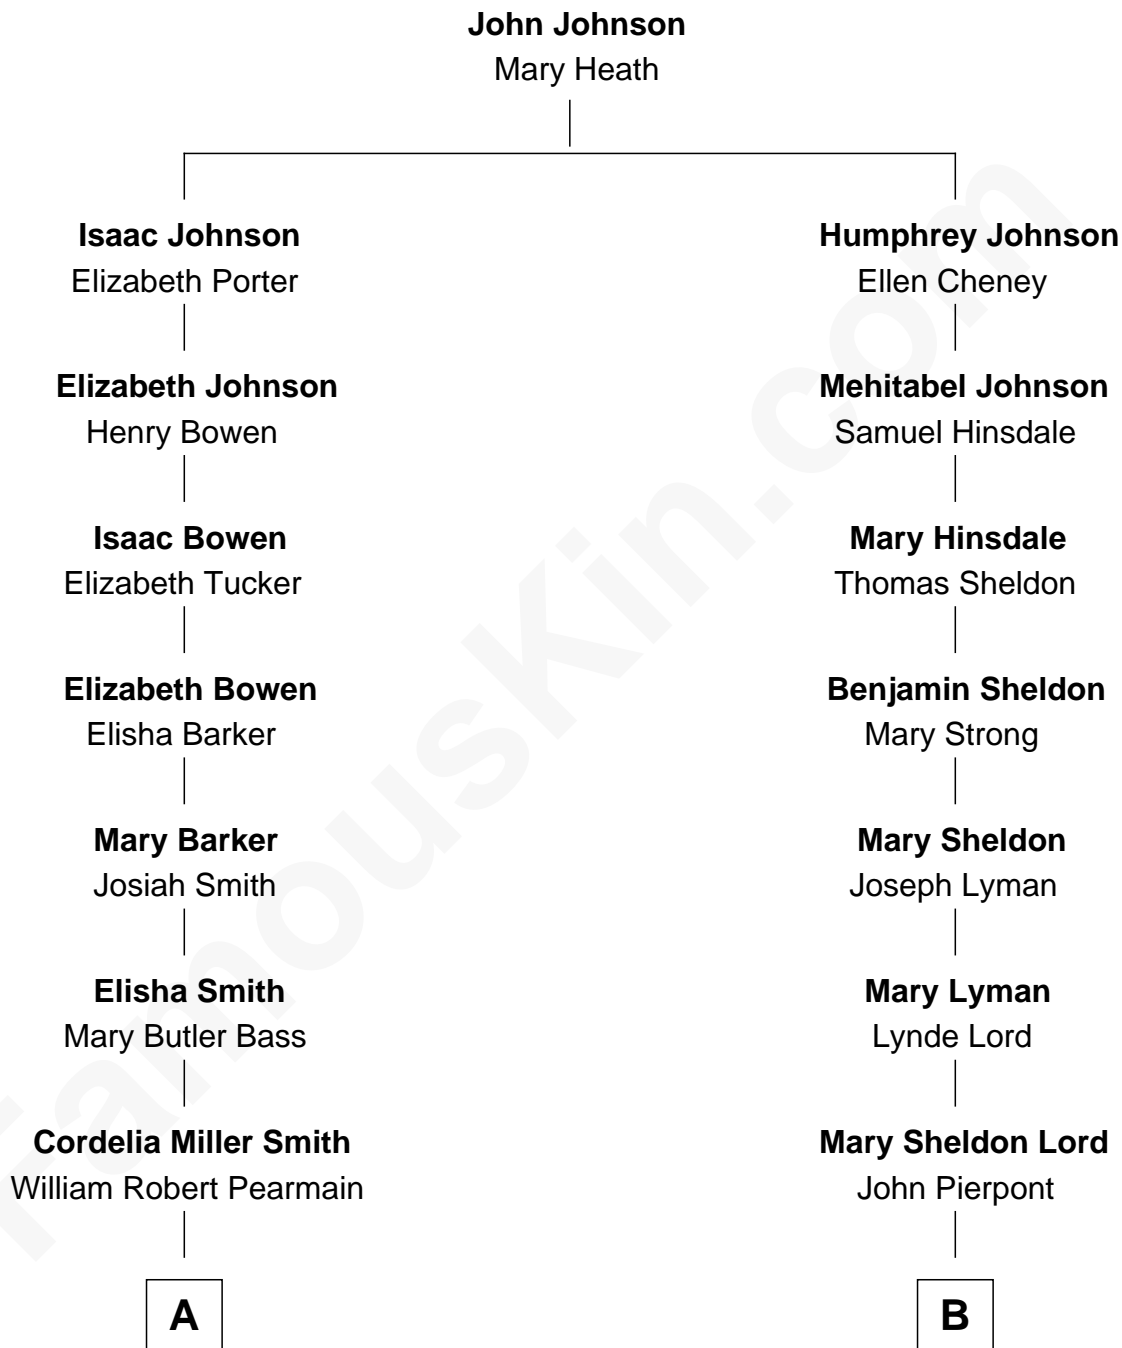 John Johnson
Mary Heath
Isaac Johnson
Elizabeth Porter
Humphrey Johnson
Ellen Cheney
Elizabeth Johnson
Henry Bowen
Mehitabel Johnson
Samuel Hinsdale
Isaac Bowen
Elizabeth Tucker
Mary Hinsdale
Thomas Sheldon
Elizabeth Bowen
Elisha Barker
Benjamin Sheldon
Mary Strong
Mary Barker
Josiah Smith
Mary Sheldon
Joseph Lyman
Elisha Smith
Mary Butler Bass
Mary Lyman
Lynde Lord
Cordelia Miller Smith
William Robert Pearmain
Mary Sheldon Lord
John Pierpont
A
B
FamousKin.com